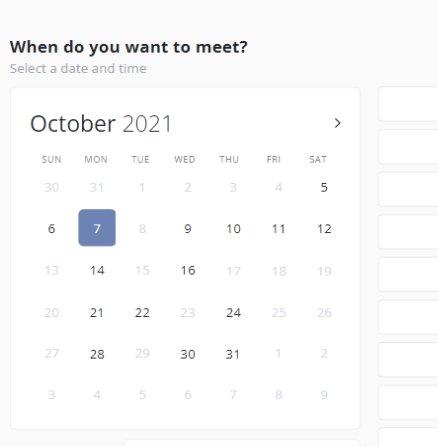 When do you want to meet?
Select a date and time
October 2021
SUN MON TUE WED THU FRI SAT
30 31 1 2 3 4 5
6 7 8 9 10 11 12
13 14 15 16 17 18 19
20 21 22 23 24 25 26
27 28 29 30 31 1 2
3 4 5 6 7 8 9